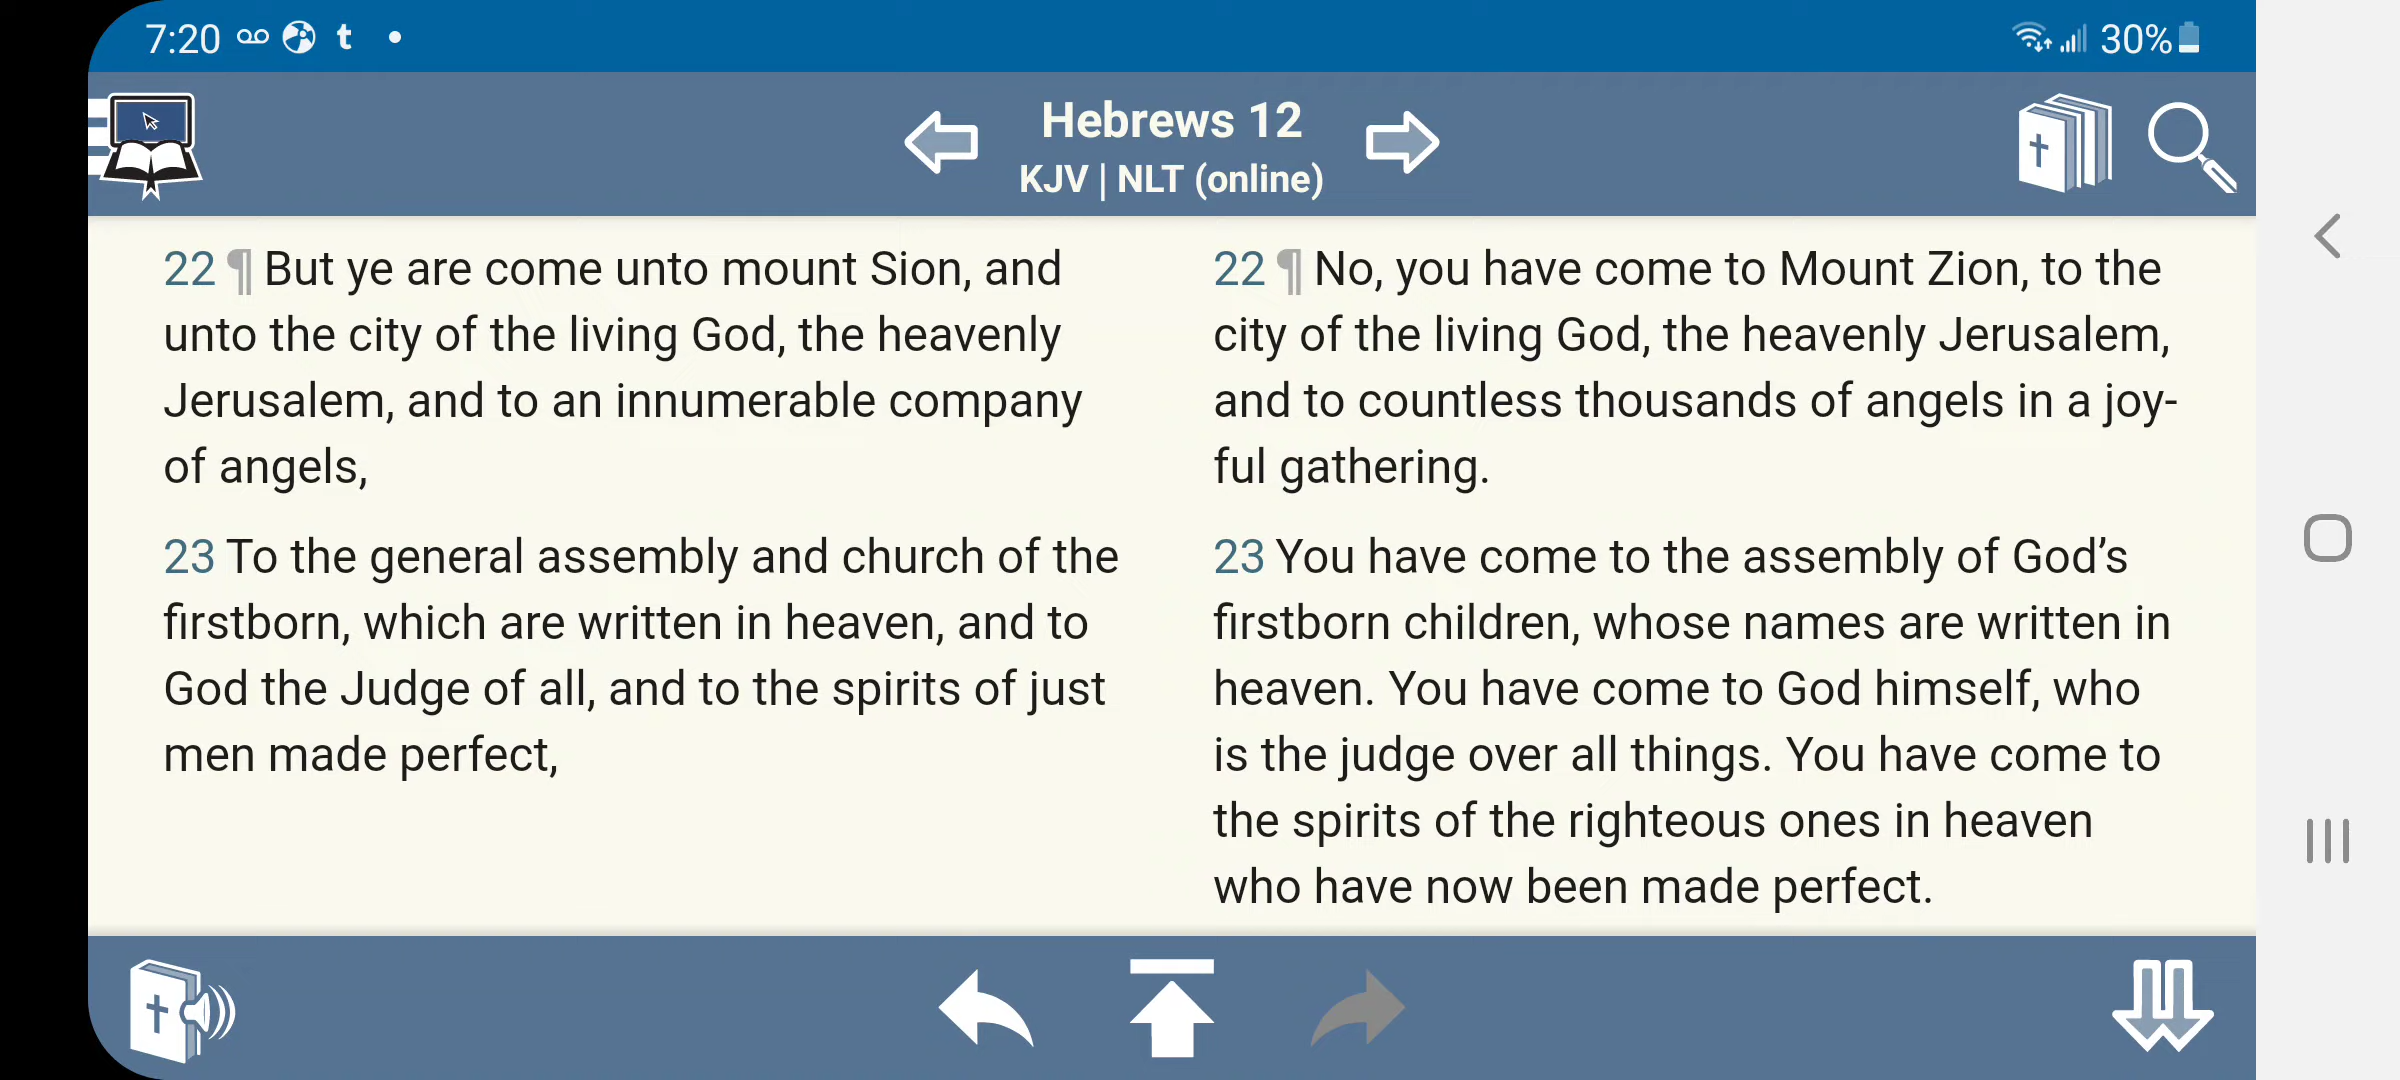 7:20 t 30%
Hebrews 12
KJV | NLT (online)
22 ¶ But ye are come unto mount Sion, and
unto the city of the living God, the heavenly
Jerusalem, and to an innumerable company
of angels,
23 To the general assembly and church of the
firstborn, which are written in heaven, and to
God the Judge of all, and to the spirits of just
men made perfect,
22 ¶ No, you have come to Mount Zion, to the
city of the living God, the heavenly Jerusalem,
and to countless thousands of angels in a joy-
ful gathering.
23 You have come to the assembly of God’s
firstborn children, whose names are written in
heaven. You have come to God himself, who
is the judge over all things. You have come to
the spirits of the righteous ones in heaven
who have now been made perfect.